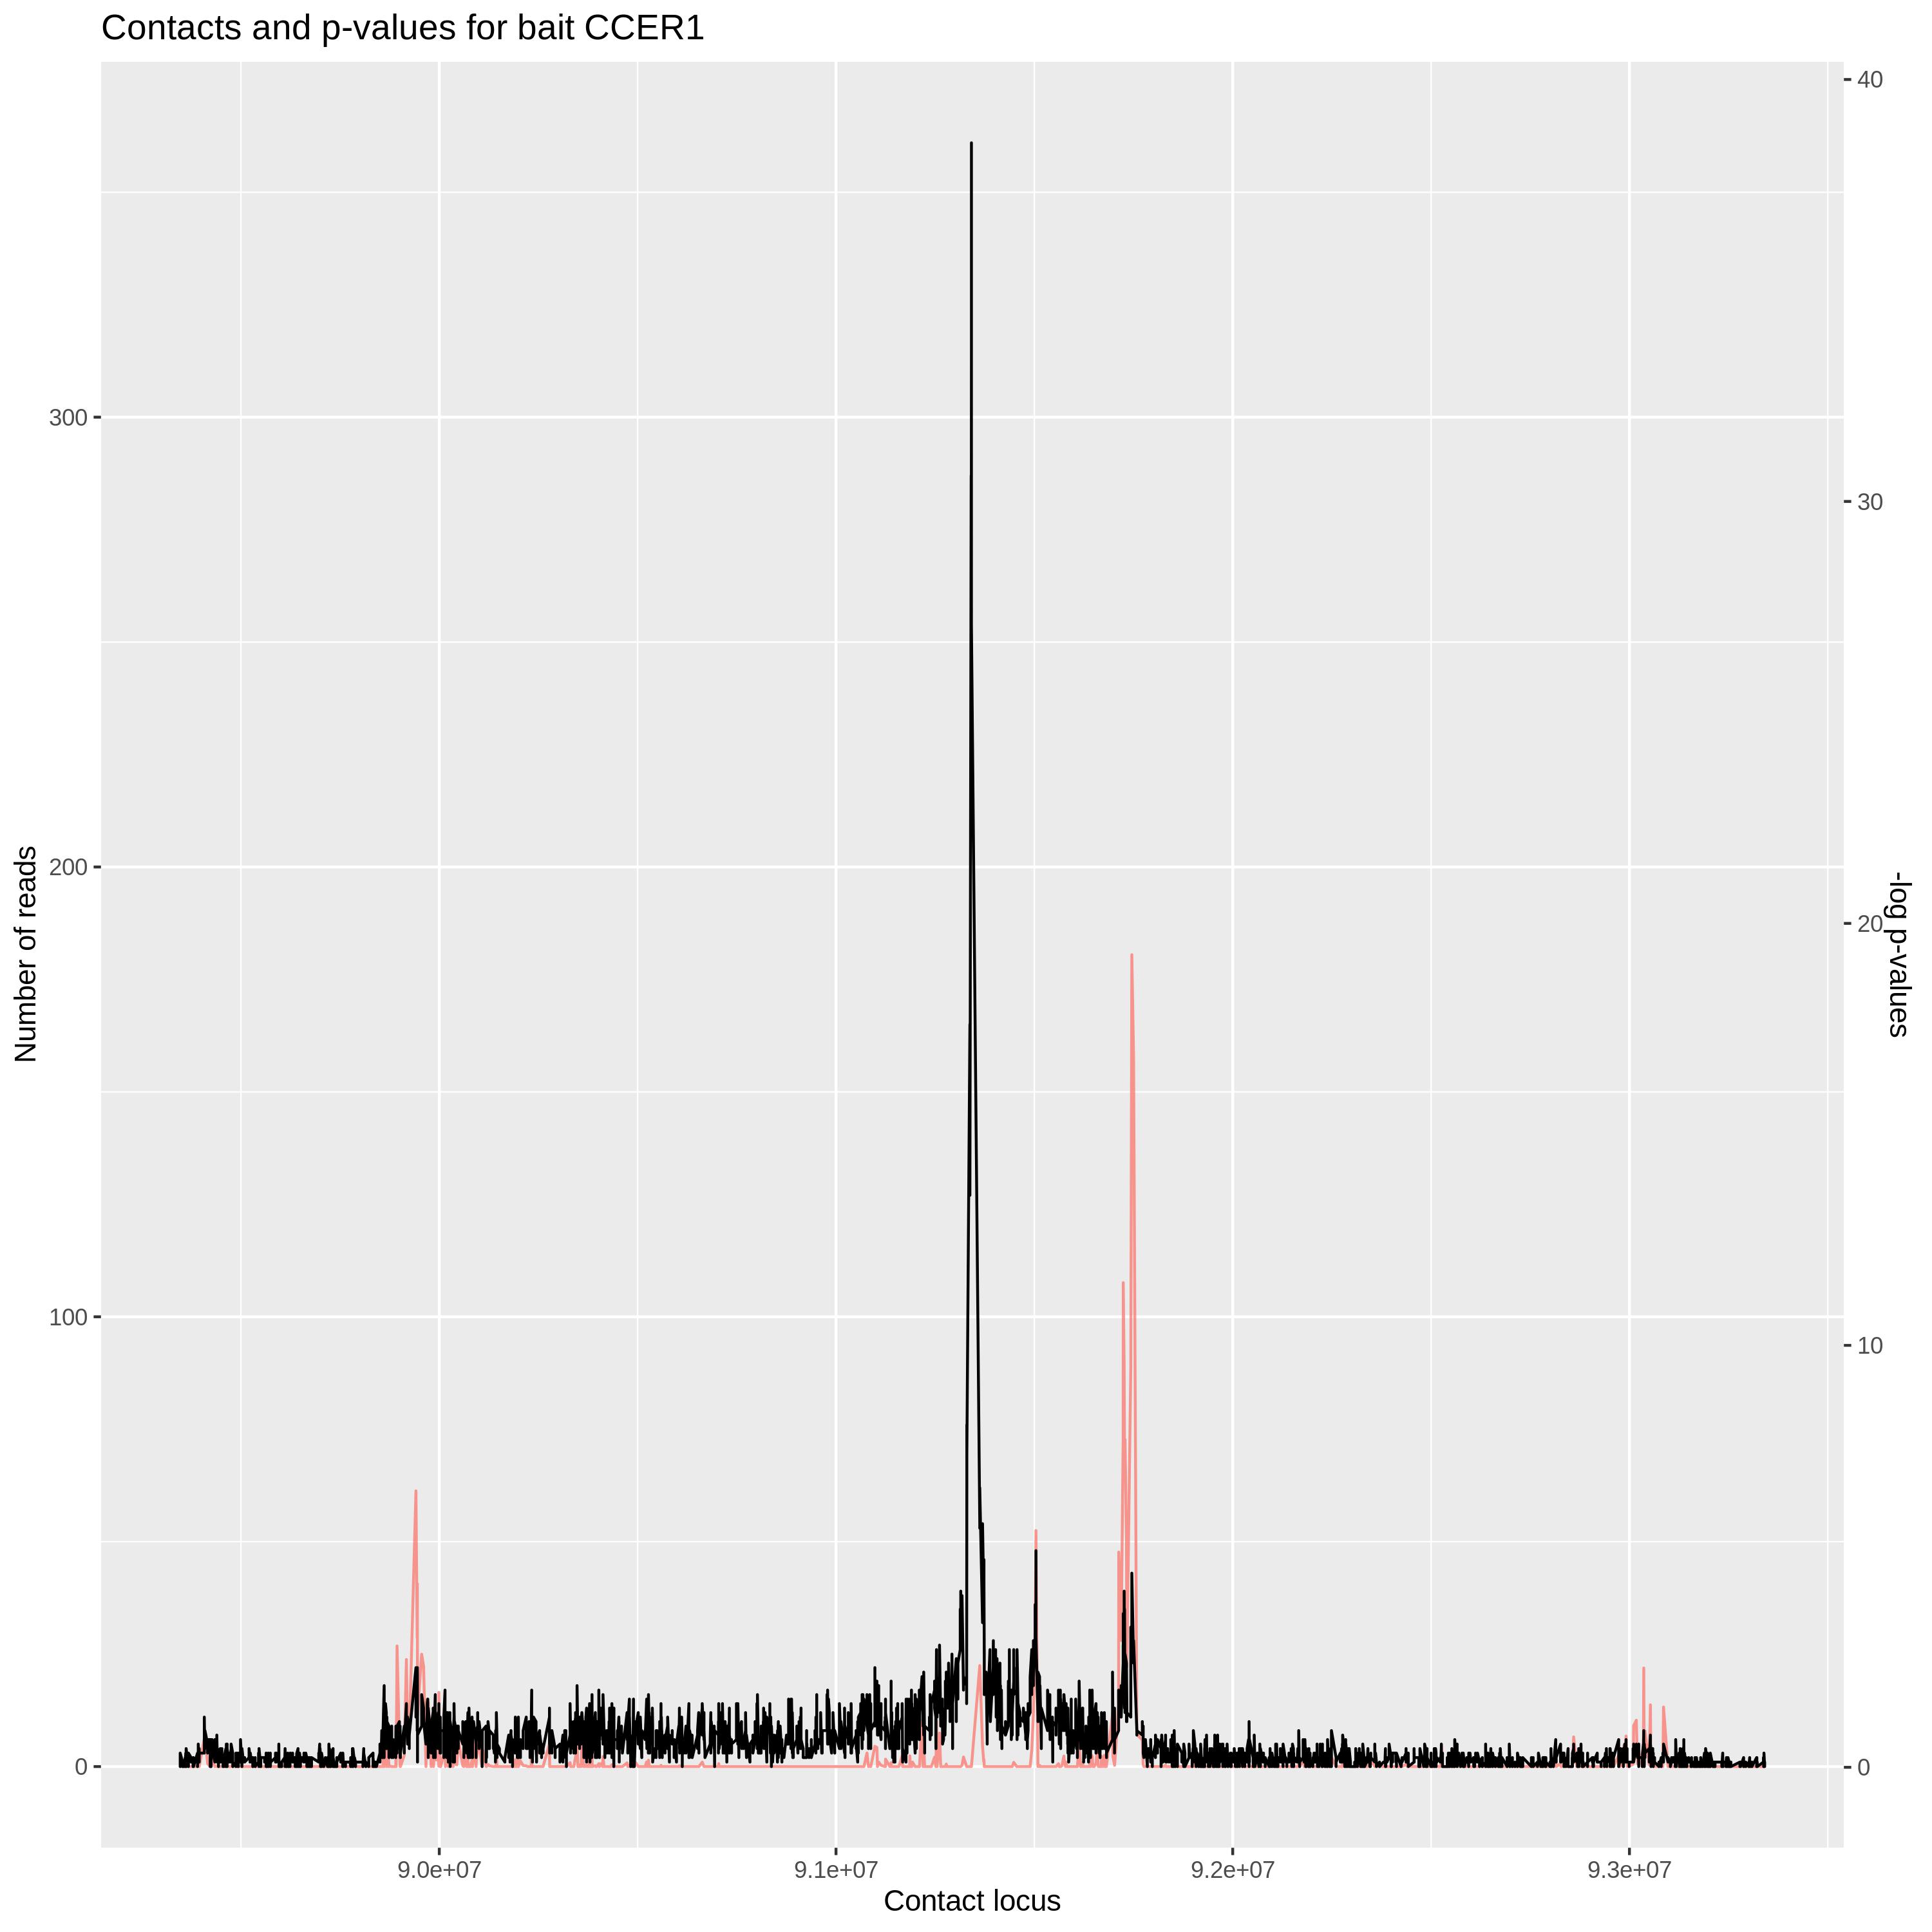 Contacts and p-values for bait CCER1
Number of reads
300
200
100
0
40
30
20
10
0
-log p-values
9.0e+07
9.1e+07
9.2e+07
9.3e+07
Contact locus